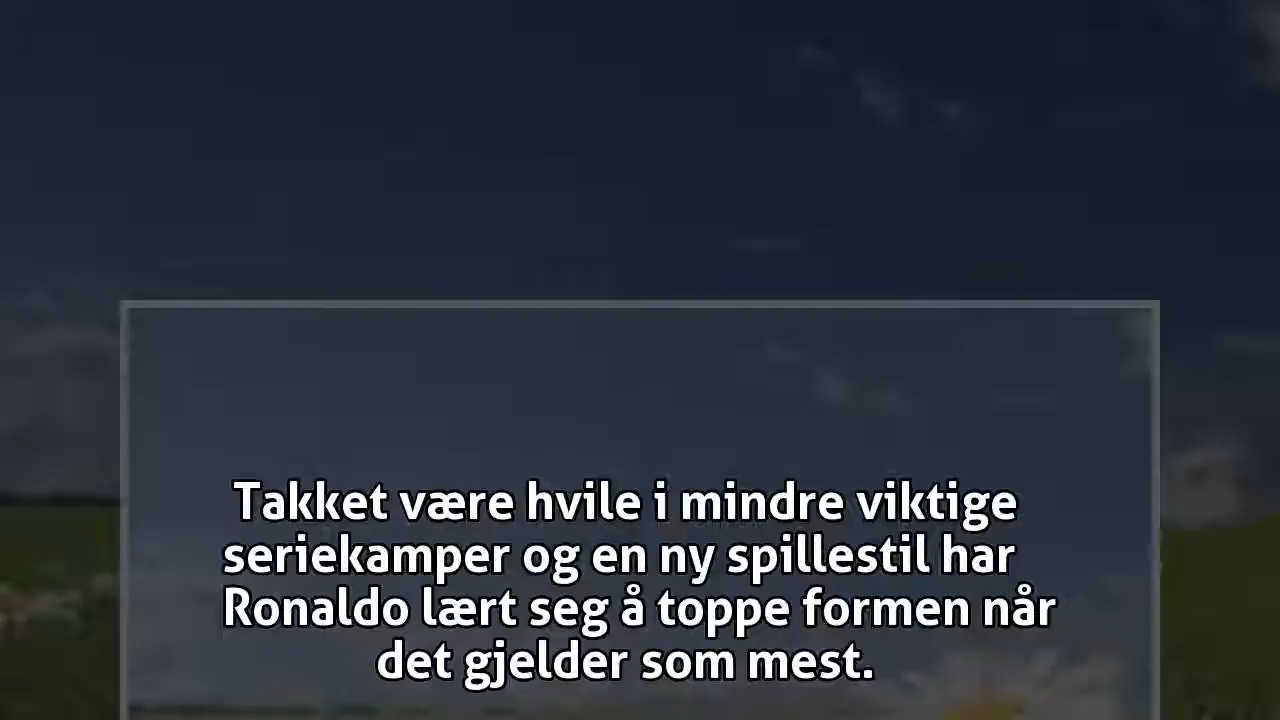 Takket være hvile i mindre viktige
seriekamper og en ny spillestil har
Ronaldo lært seg å toppe formen når
det gjelder som mest.